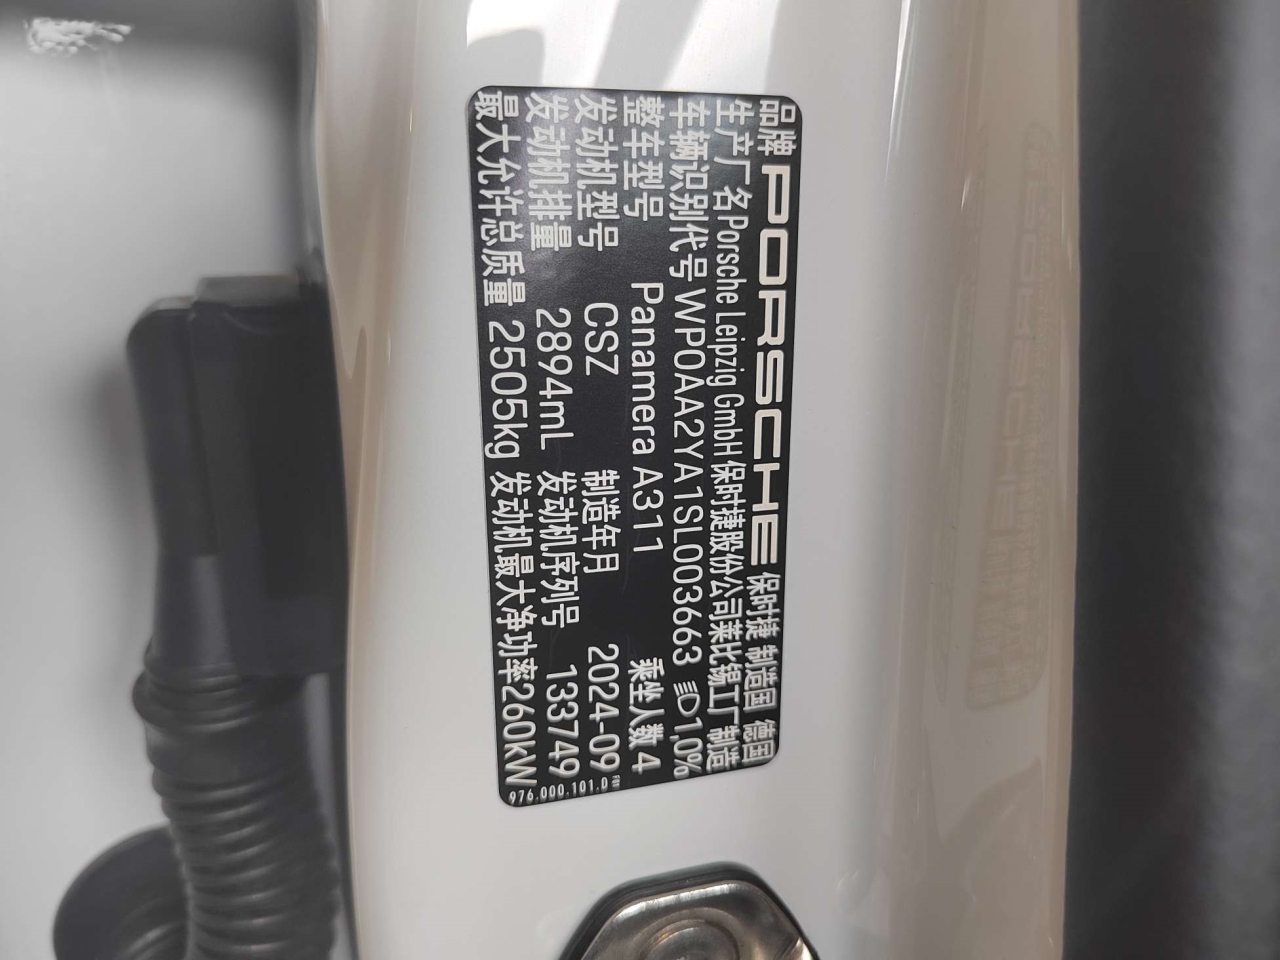 品牌 PORSCHE 保时捷 制造国 德国
生产厂名 Porsche Leipzig GmbH 保时捷股份公司莱比锡工厂 制造
车辆识别代号 WP0AA2YA1SL003663 1,0%
整车型号 Panamera A311 乘坐人数 4
发动机型号 CSZ 制造年月 2024-09
发动机排量 2894mL 发动机序列号 133749
最大允许总质量 2505kg 发动机最大净功率 260kW
976.000.101.D